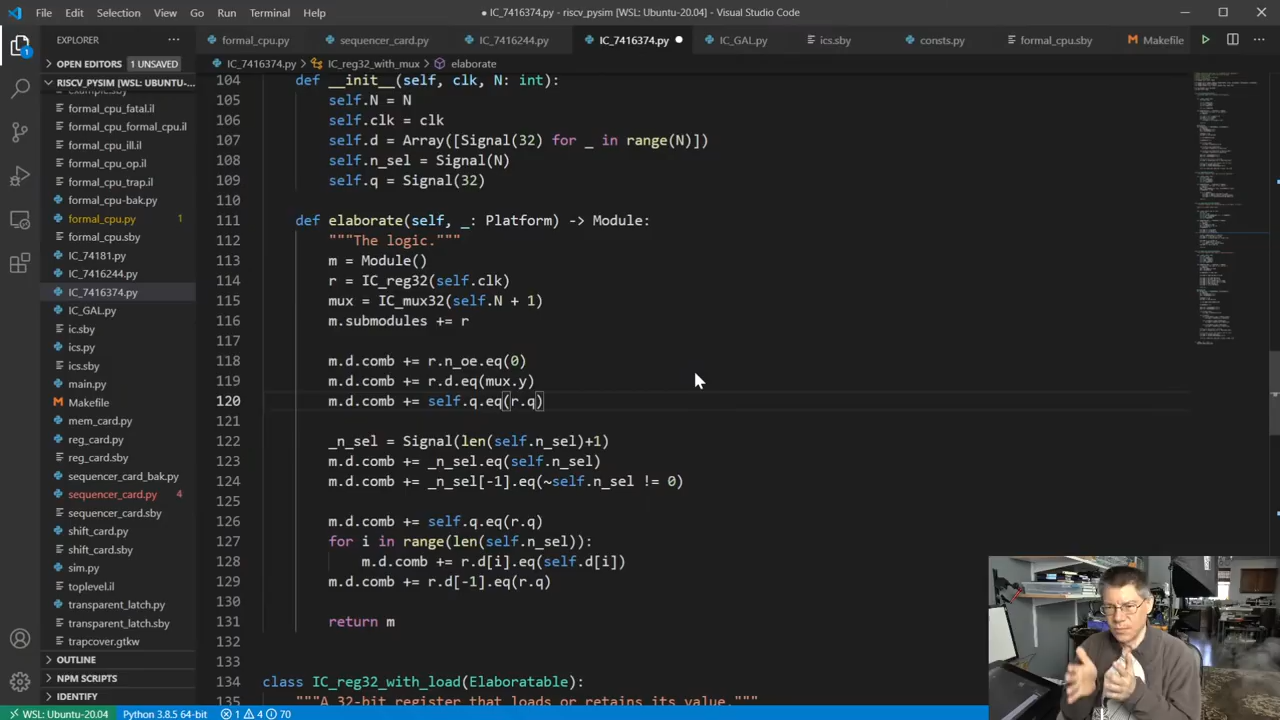 File Edit Selection View Go Run Terminal Help
● IC_7416374.py - riscv_pysim [WSL: Ubuntu-20.04] - Visual Studio Code
EXPLORER
formal_cpu.py sequencer_card.py IC_7416244.py IC_7416374.py IC_GAL.py ics.sby consts.py formal_cpu.sby Makefile
OPEN EDITORS 1 UNSAVED
IC_7416374.py > IC_reg32_with_mux > elaborate
RISCV_PYSIM [WSL: UBUNTU-...
formal_cpu_fatal.il
formal_cpu_formal_cpu.il
formal_cpu_ill.il
formal_cpu_op.il
formal_cpu_trap.il
formal_cpu-bak.py
formal_cpu.py 1
formal_cpu.sby
IC_74181.py
IC_7416244.py
IC_7416374.py
IC_GAL.py
ic.sby
ics.py
ics.sby
main.py
Makefile
mem_card.py
reg_card.py
reg_card.sby
sequencer_card_bak.py
sequencer_card.py 4
sequencer_card.sby
shift_card.py
shift_card.sby
sim.py
toplevel.il
transparent_latch.py
transparent_latch.sby
trapcover.gtkw
OUTLINE
NPM SCRIPTS
IDENTITY
104 def __init__(self, clk, N: int):
105 self.N = N
106 self.clk = clk
107 self.d = Array([Signal(32) for _ in range(N)])
108 self.n_sel = Signal(N)
109 self.q = Signal(32)
110
111 def elaborate(self, _: Platform) -> Module:
112 """The logic."""
113 m = Module()
114 r = IC_reg32(self.clk)
115 mux = IC_mux32(self.N + 1)
116 m.submodules += r
117
118 m.d.comb += r.n_oe.eq(0)
119 m.d.comb += r.d.eq(mux.y)
120 m.d.comb += self.q.eq(r.q)
121
122 _n_sel = Signal(len(self.n_sel)+1)
123 m.d.comb += _n_sel.eq(self.n_sel)
124 m.d.comb += _n_sel[-1].eq(~self.n_sel != 0)
125
126 m.d.comb += self.q.eq(r.q)
127 for i in range(len(self.n_sel)):
128 m.d.comb += r.d[i].eq(self.d[i])
129 m.d.comb += r.d[-1].eq(r.q)
130
131 return m
132
133
134 class IC_reg32_with_load(Elaboratable):
135 """A 32-bit register that loads or retains its value."""
WSL: Ubuntu-20.04 Python 3.8.5 64-bit 1 4 70